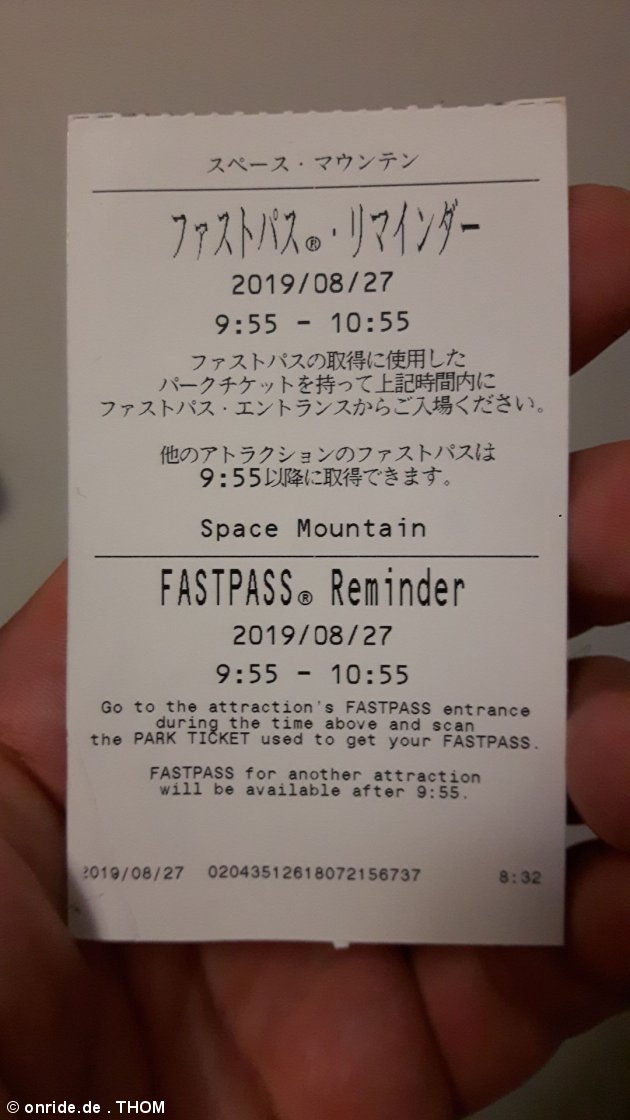 スペース・マウンテン
ファストパス®・リマインダー
2019/08/27
9:55 - 10:55
ファストパスの取得に使用した
パークチケットを持って上記時間内に
ファストパス・エントランスからご入場ください。
他のアトラクションのファストパスは
9:55以降に取得できます。
Space Mountain
FASTPASS® Reminder
2019/08/27
9:55 - 10:55
Go to the attraction's FASTPASS entrance
during the time above and scan
the PARK TICKET used to get your FASTPASS.
FASTPASS for another attraction
will be available after 9:55.
2019/08/27 02043512618072156737 8:32
© onride.de . THOM